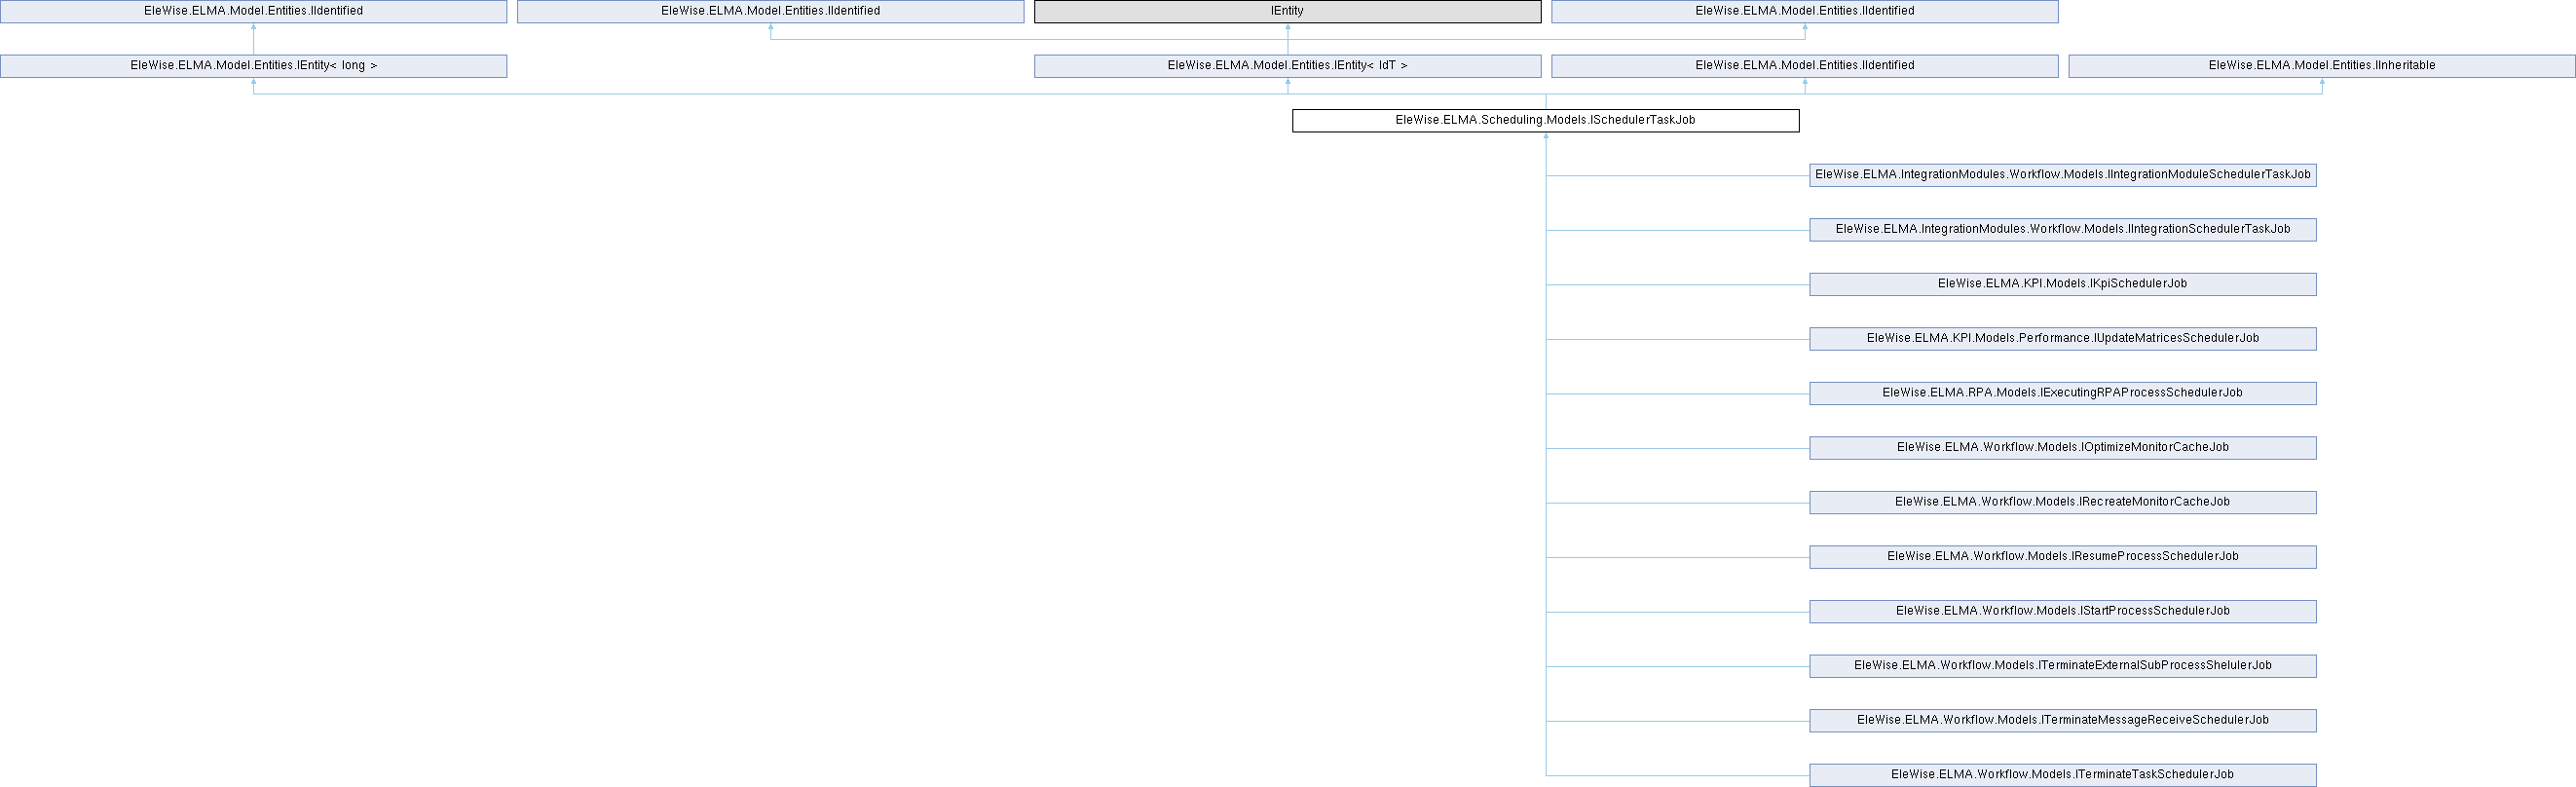 EleWise.ELMA.Model.Entities.IIdentified
EleWise.ELMA.Model.Entities.IIdentified
IEntity
EleWise.ELMA.Model.Entities.IIdentified
EleWise.ELMA.Model.Entities.IEntity< long >
EleWise.ELMA.Model.Entities.IEntity< IdT >
EleWise.ELMA.Model.Entities.IIdentified
EleWise.ELMA.Model.Entities.IInheritable
EleWise.ELMA.Scheduling.Models.ISchedulerTaskJob
EleWise.ELMA.IntegrationModules.Workflow.Models.IIntegrationModuleSchedulerTaskJob
EleWise.ELMA.IntegrationModules.Workflow.Models.IIntegrationSchedulerTaskJob
EleWise.ELMA.KPI.Models.IKpiSchedulerJob
EleWise.ELMA.KPI.Models.Performance.IUpdateMatricesSchedulerJob
EleWise.ELMA.RPA.Models.IExecutingRPAProcessSchedulerJob
EleWise.ELMA.Workflow.Models.IOptimizeMonitorCacheJob
EleWise.ELMA.Workflow.Models.IRecreateMonitorCacheJob
EleWise.ELMA.Workflow.Models.IResumeProcessSchedulerJob
EleWise.ELMA.Workflow.Models.IStartProcessSchedulerJob
EleWise.ELMA.Workflow.Models.ITerminateExternalSubProcessShelulerJob
EleWise.ELMA.Workflow.Models.ITerminateMessageReceiveSchedulerJob
EleWise.ELMA.Workflow.Models.ITerminateTaskSchedulerJob